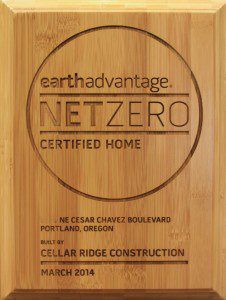 earthadvantage.
NETZERO
CERTIFIED HOME
. NE CESAR CHAVEZ BOULEVARD
PORTLAND, OREGON
BUILT BY
CELLAR RIDGE CONSTRUCTION
MARCH 2014